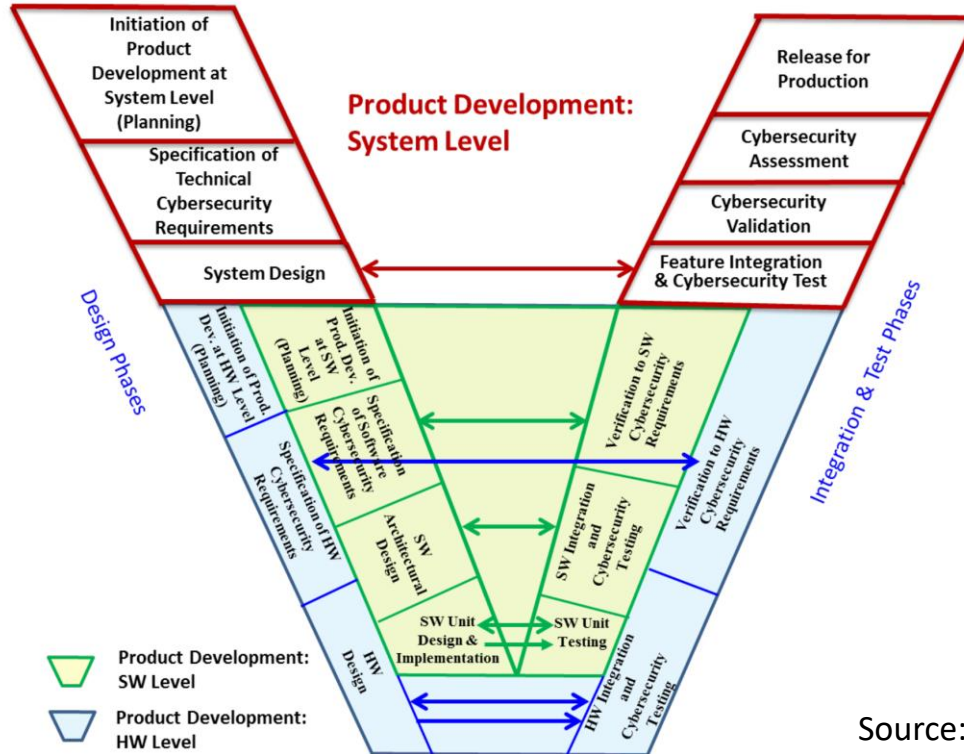 Initiation of
Product
Development at
System Level
(Planning)
Specification of
Technical
Cybersecurity
Requirements
System Design
Product Development:
System Level
Release for
Production
Cybersecurity
Assessment
Cybersecurity
Validation
Feature Integration
& Cybersecurity Test
Design Phases
Integration & Test Phases
Initiation of Prod.
Dev. at HW Level
(Planning)
Specification of HW
Cybersecurity
Requirements
HW
Design
Initiation of
Prod. Dev.
at SW
Level
(Planning)
Specification
of Software
Cybersecurity
Requirements
SW
Architectural
Design
SW Unit
Design &
Implementation
SW Unit
Testing
SW Integration
and
Cybersecurity
Testing
Verification to SW
Cybersecurity
Requirements
Verification to HW
Cybersecurity
Requirements
HW Integration
and
Cybersecurity
Testing
Product Development:
SW Level
Product Development:
HW Level
Source: